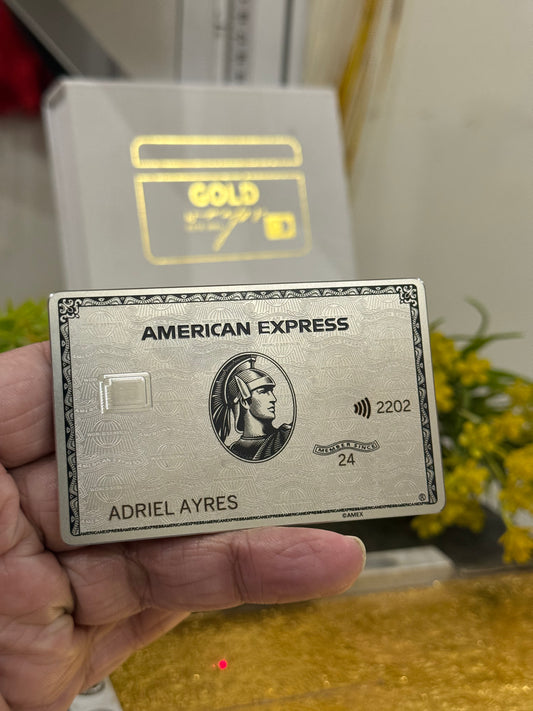 GOLD
AMERICAN EXPRESS
2202
MEMBER SINCE
24
ADRIEL AYRES
®
©AMEX